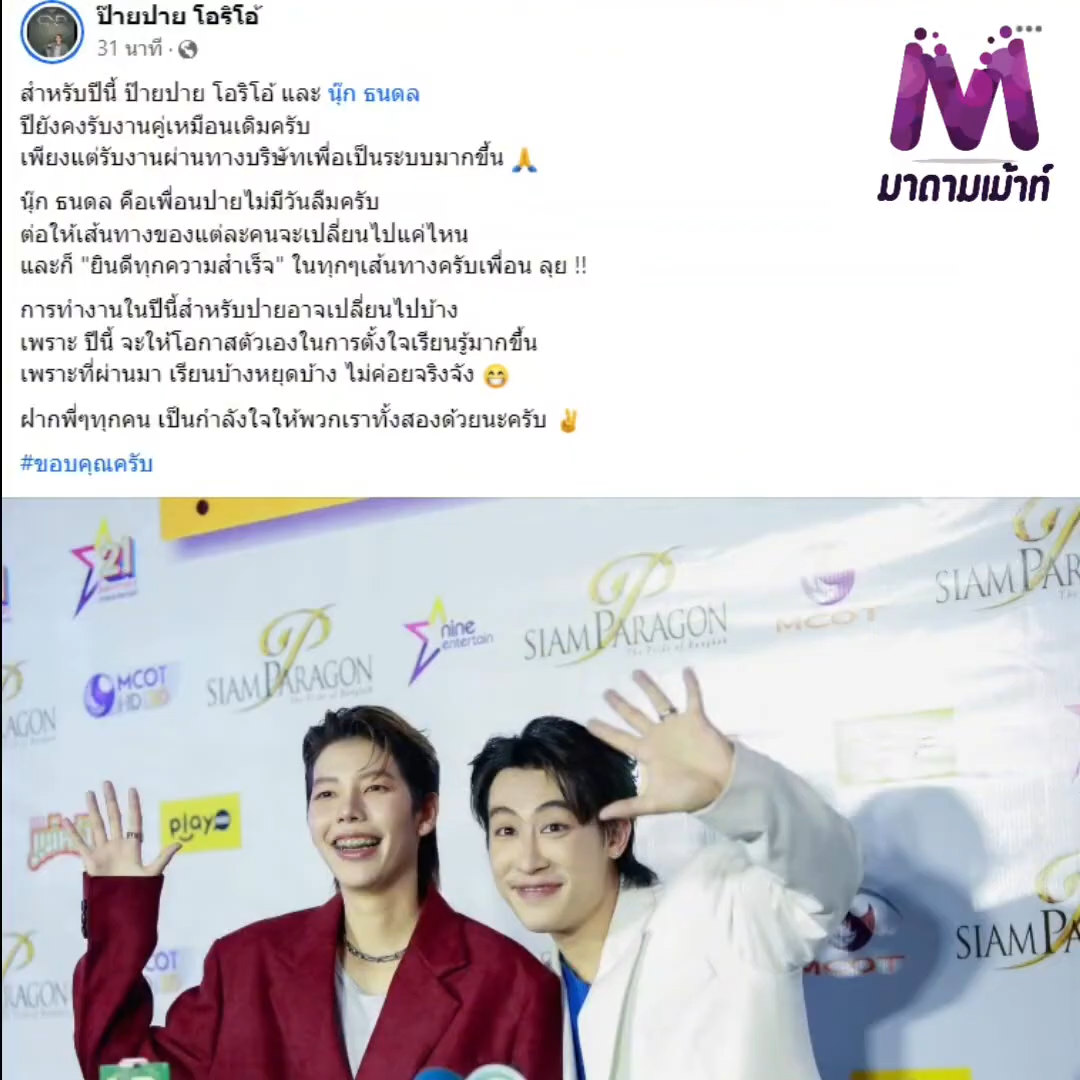 ป๊ายปาย โอริโอ้
31 นาที ·
มาดามเม้าท์
สำหรับปีนี้ ป๊ายปาย โอริโอ้ และ นุ๊ก ธนดล
ปียังคงรับงานคู่เหมือนเดิมครับ
เพียงแต่รับงานผ่านทางบริษัทเพื่อเป็นระบบมากขึ้น 🙏
นุ๊ก ธนดล คือเพื่อนปายไม่มีวันลืมครับ
ต่อให้เส้นทางของแต่ละคนจะเปลี่ยนไปแค่ไหน
และก็ "ยินดีทุกความสำเร็จ" ในทุกๆเส้นทางครับเพื่อน ลุย !!
การทำงานในปีนี้สำหรับปายอาจเปลี่ยนไปบ้าง
เพราะ ปีนี้ จะให้โอกาสตัวเองในการตั้งใจเรียนรู้มากขึ้น
เพราะที่ผ่านมา เรียนบ้างหยุดบ้าง ไม่ค่อยจริงจัง 😁
ฝากพี่ๆทุกคน เป็นกำลังใจให้พวกเราทั้งสองด้วยนะครับ ✌
#ขอบคุณครับ
21
SIAM PARAGON
The Pride of Bangkok
nine
entertain
SIAM PARAGON
The Pride of Bangkok
MCOT
SIAM PAR
MCOT
HD
AGON
play
COT
RAGON
MCOT
SIAM PA